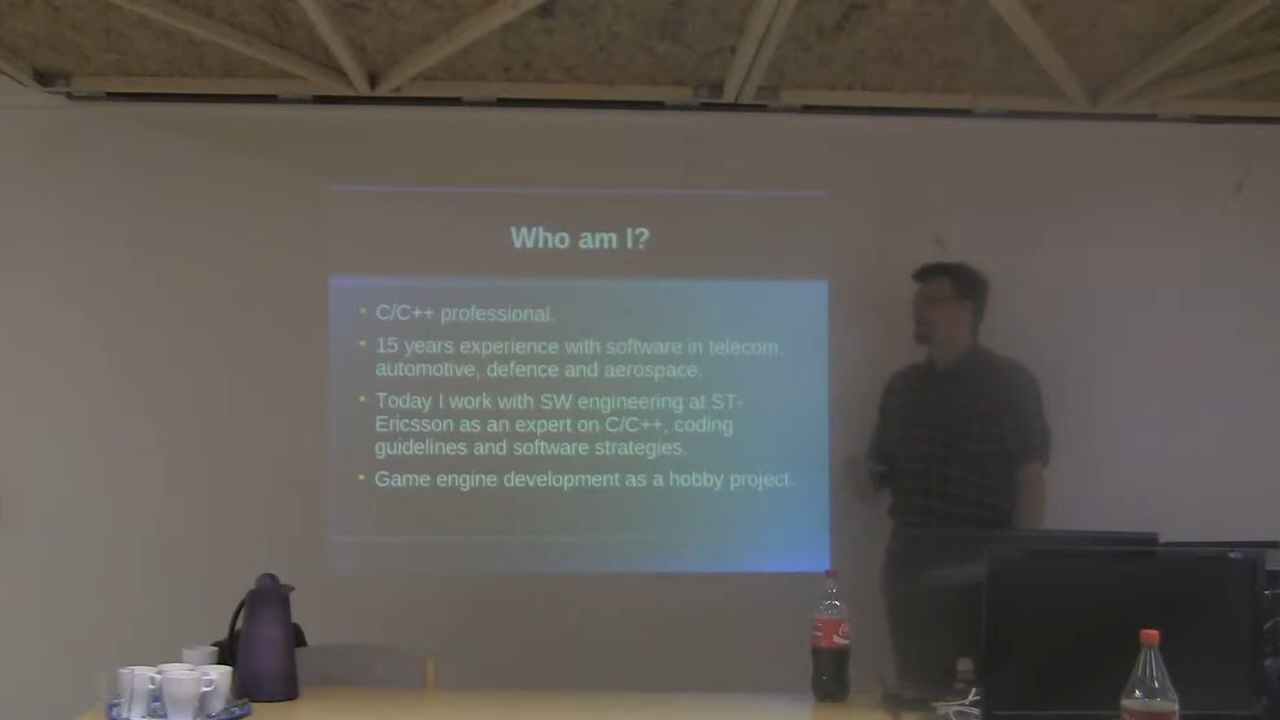 Who am I?
C/C++ professional.
15 years experience with software in telecom,
automotive, defence and aerospace.
Today I work with SW engineering at ST-
Ericsson as an expert on C/C++, coding
guidelines and software strategies.
Game engine development as a hobby project.